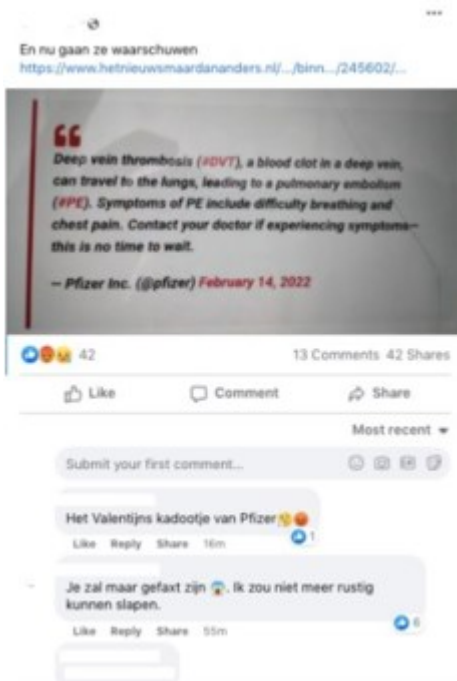 ...
En nu gaan ze waarschuwen
https://www.hetnieuwsmaardananders.nl/.../binn.../245602/...
Deep vein thrombosis (#DVT), a blood clot in a deep vein,
can travel to the lungs, leading to a pulmonary embolism
(#PE). Symptoms of PE include difficulty breathing and
chest pain. Contact your doctor if experiencing symptoms—
this is no time to wait.
— Pfizer Inc. (@pfizer) February 14, 2022
42
13 Comments 42 Shares
Like Comment Share
Most recent
Submit your first comment...
Het Valentijns kadootje van Pfizer
Like Reply Share 16m
1
Je zal maar gefaxt zijn 😱. Ik zou niet meer rustig
kunnen slapen.
Like Reply Share 55m
6